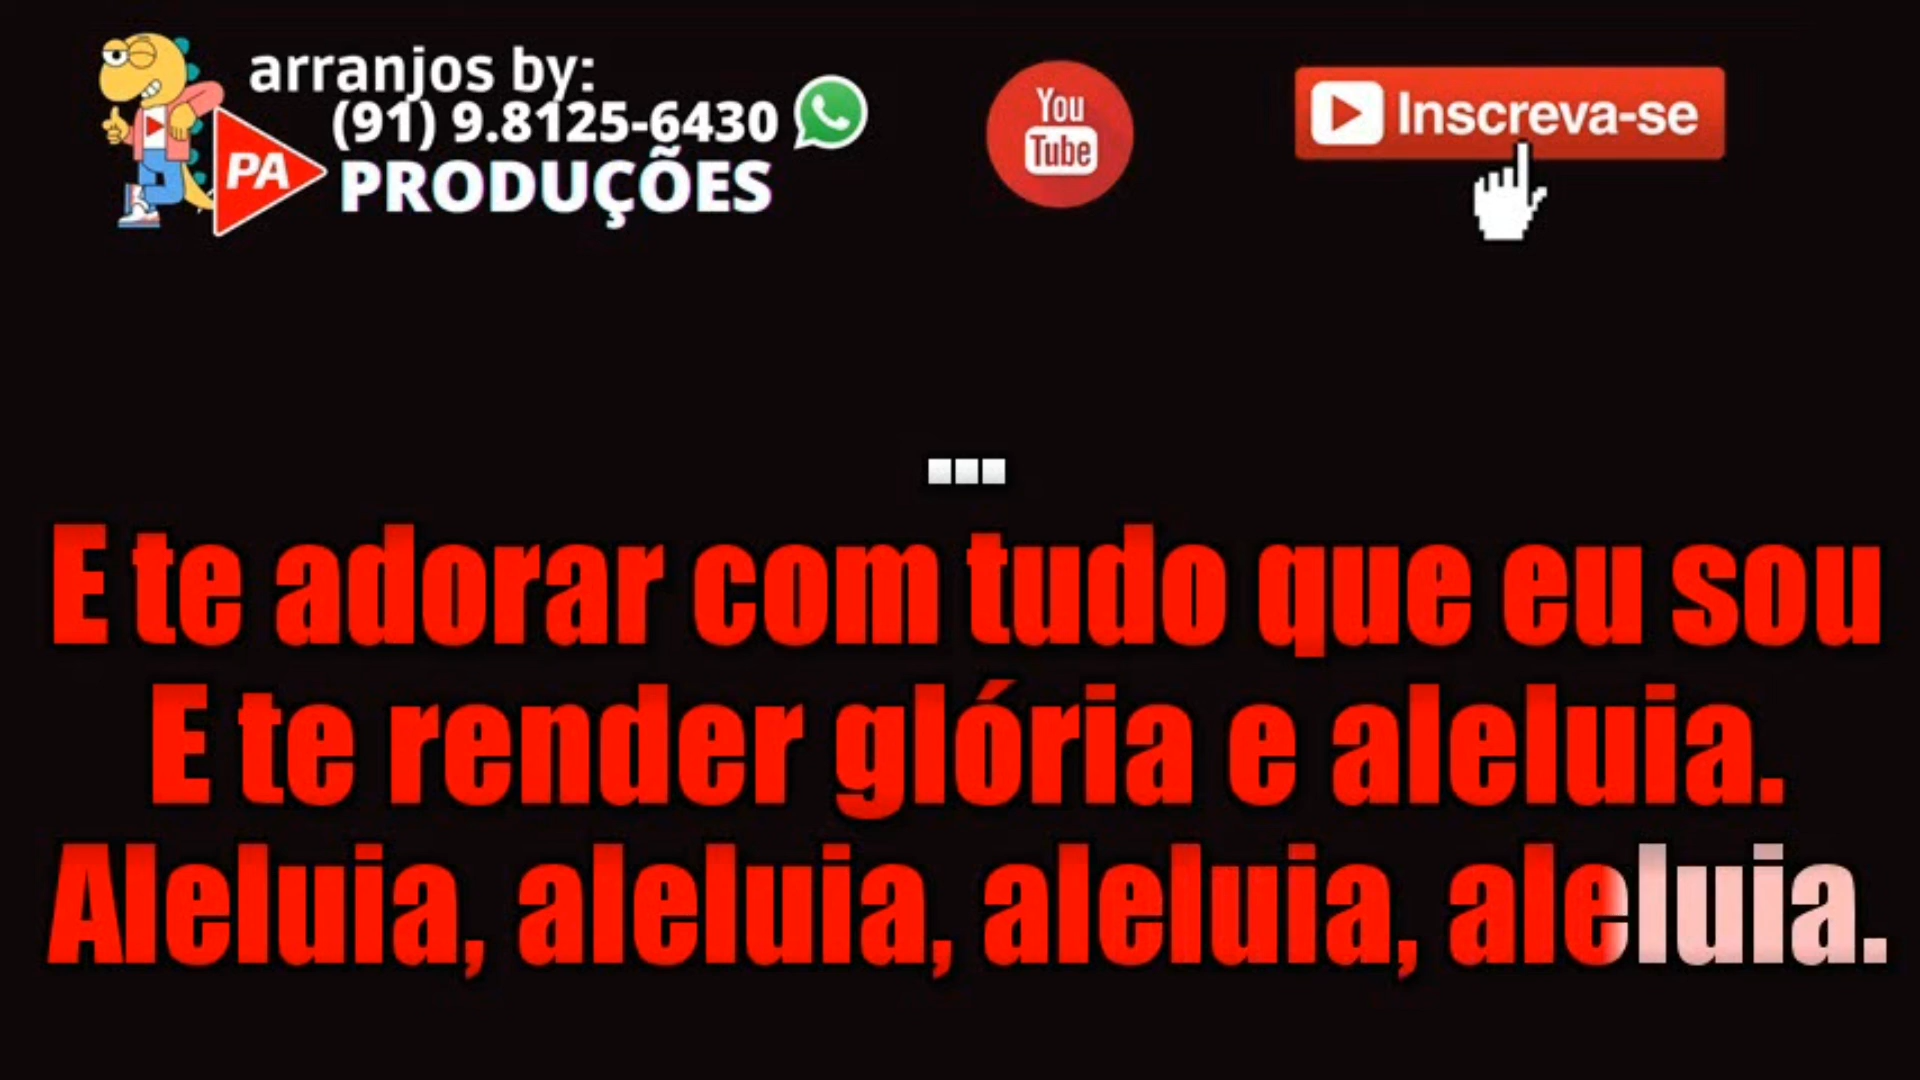 arranjos by:
(91) 9.8125-6430
PA PRODUÇÕES
You
Tube
Inscreva-se
...
E te adorar com tudo que eu sou
E te render glória e aleluia.
Aleluia, aleluia, aleluia, aleluia.